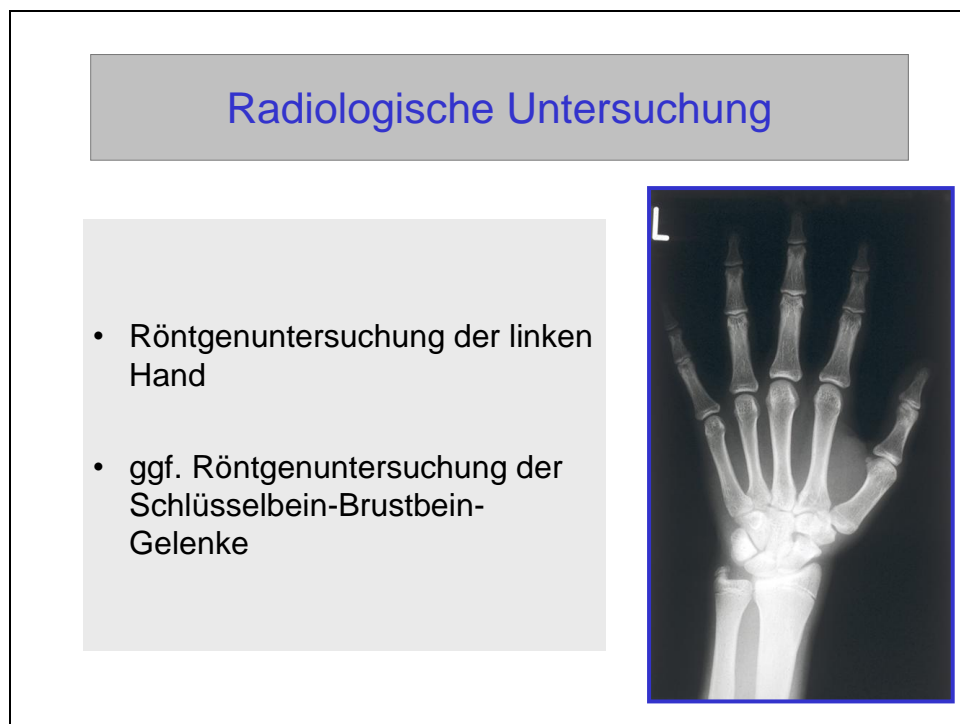 Radiologische Untersuchung
L
• Röntgenuntersuchung der linken
Hand
• ggf. Röntgenuntersuchung der
Schlüsselbein-Brustbein-
Gelenke